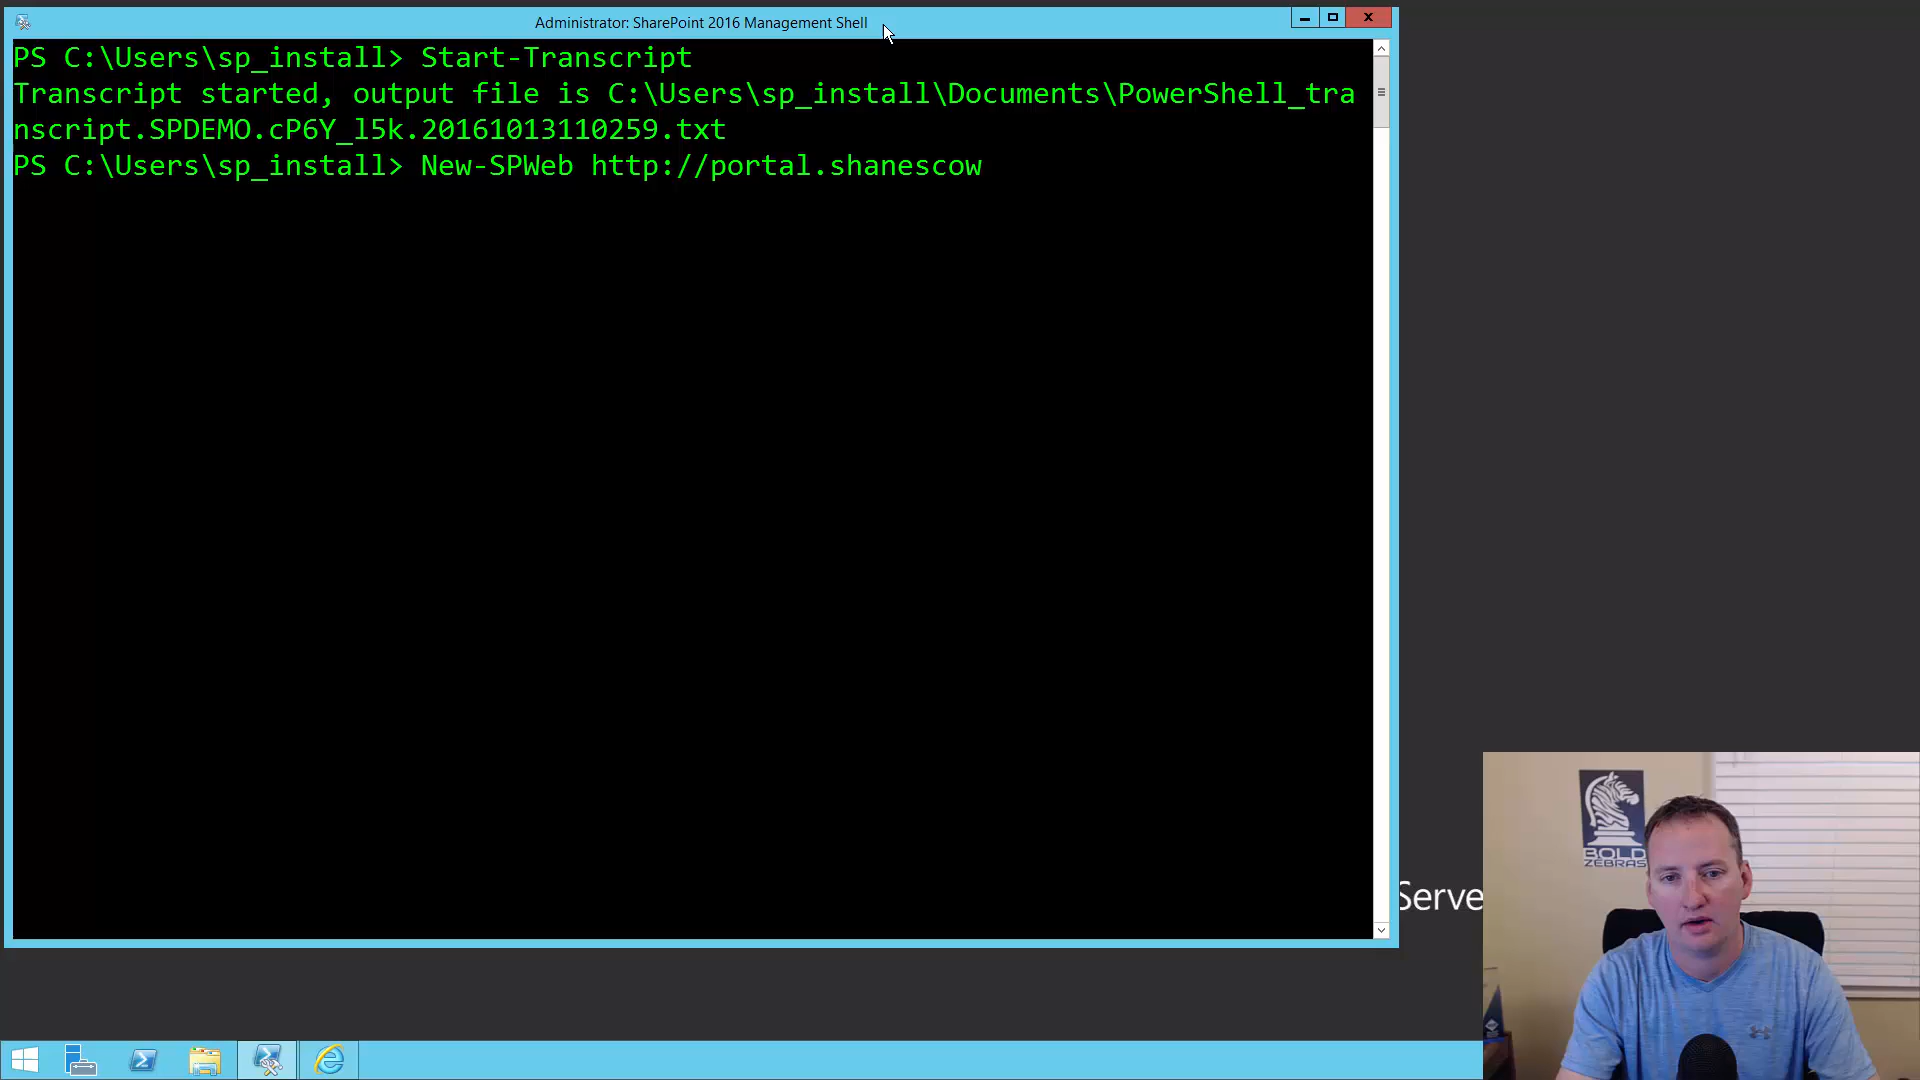 Administrator: SharePoint 2016 Management Shell
PS C:\Users\sp_install> Start-Transcript
Transcript started, output file is C:\Users\sp_install\Documents\PowerShell_tra
nscript.SPDEMO.cP6Y_l5k.20161013110259.txt
PS C:\Users\sp_install> New-SPWeb http://portal.shanescow
Serve
BOLD
ZEBRAS